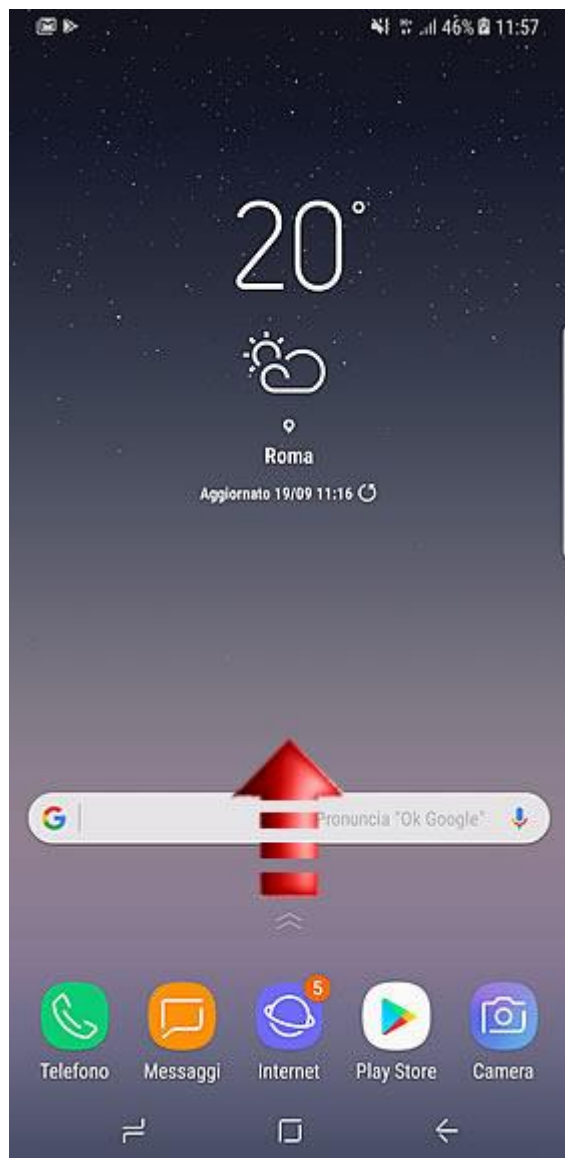 46% 11:57
20°
Roma
Aggiornato 19/09 11:16
Pronuncia "Ok Google"
5
Telefono Messaggi Internet Play Store Camera